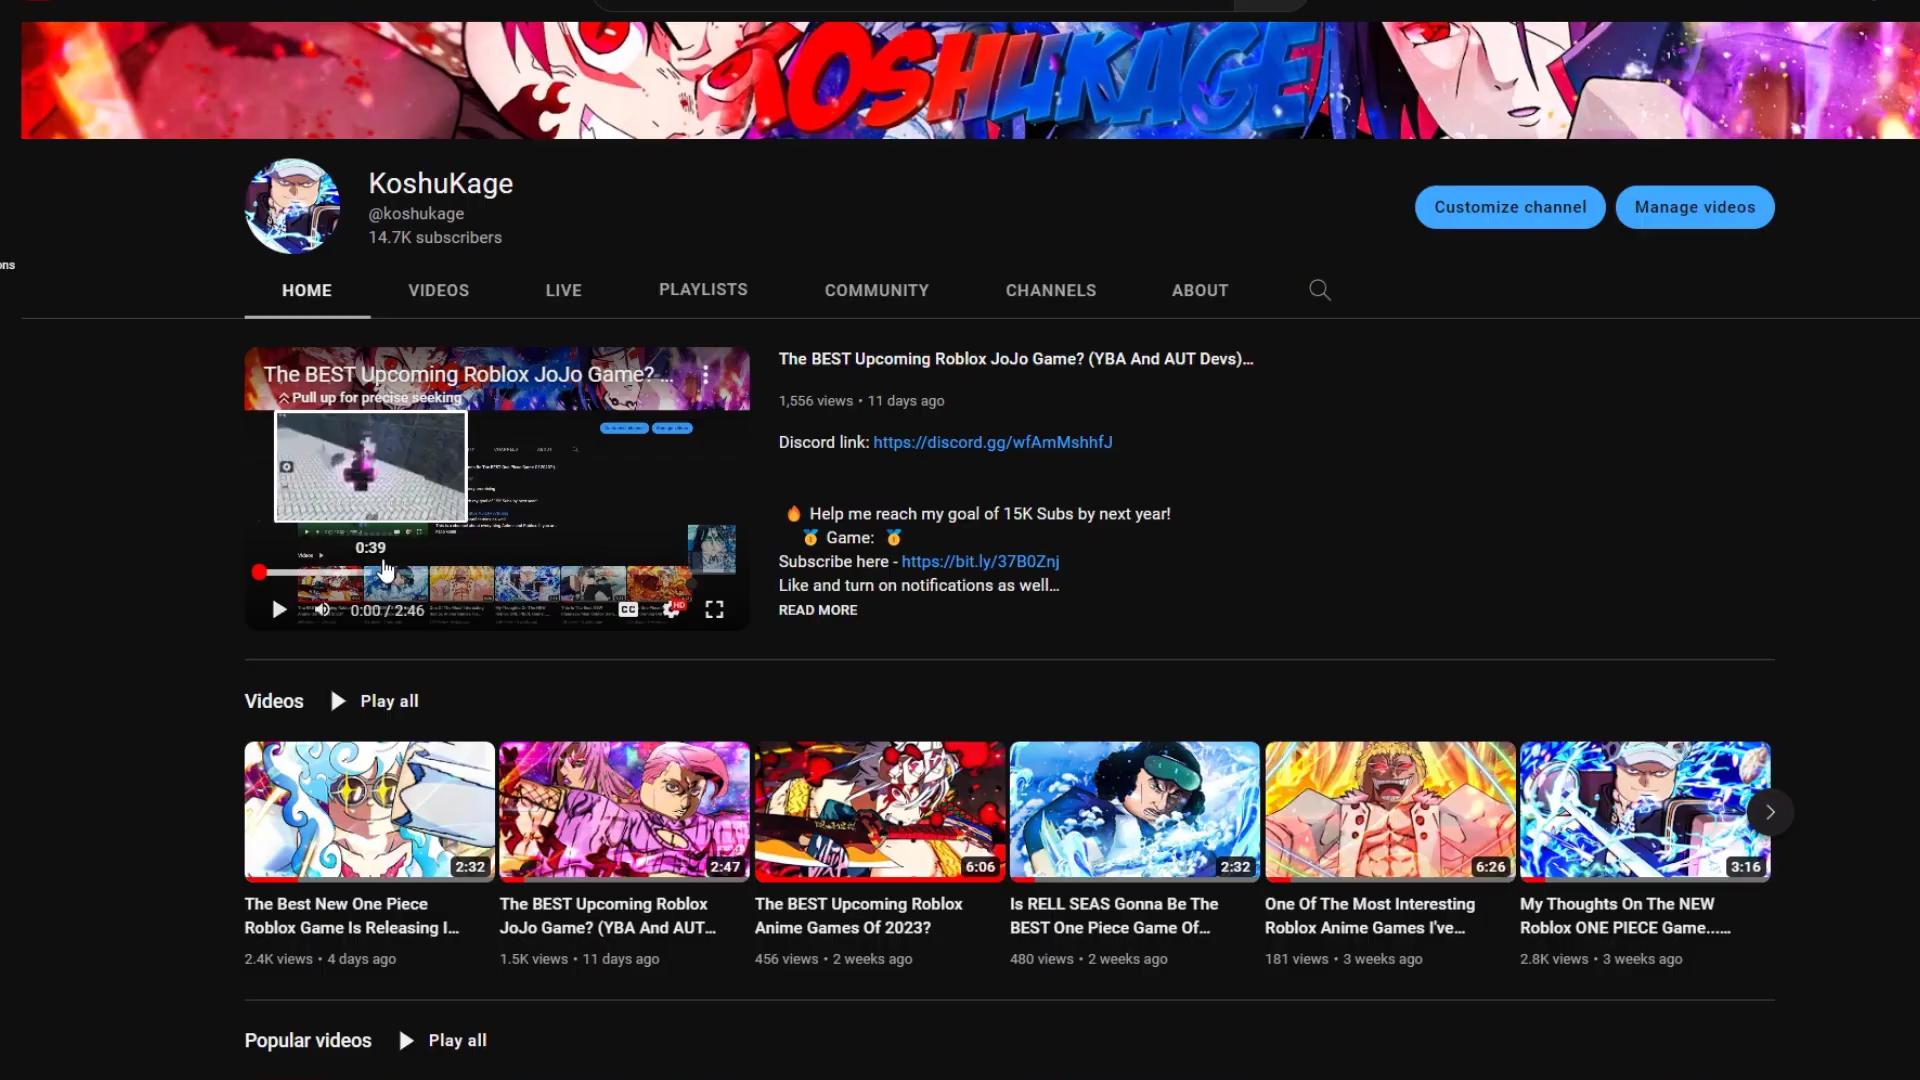 KOSHUKAGE
KoshuKage
@koshukage
14.7K subscribers
Customize channel
Manage videos
ons
HOME
VIDEOS
LIVE
PLAYLISTS
COMMUNITY
CHANNELS
ABOUT
The BEST Upcoming Roblox JoJo Game? ...
Pull up for precise seeking
0:39
0:00 / 2:46
CC
HD
The BEST Upcoming Roblox JoJo Game? (YBA And AUT Devs)...
1,556 views • 11 days ago
Discord link: https://discord.gg/wfAmMshhfJ
🔥 Help me reach my goal of 15K Subs by next year!
🥇 Game: 🥇
Subscribe here - https://bit.ly/37B0Znj
Like and turn on notifications as well...
READ MORE
Videos
Play all
2:32
2:47
6:06
2:32
6:26
3:16
The Best New One Piece
Roblox Game Is Releasing I...
2.4K views • 4 days ago
The BEST Upcoming Roblox
JoJo Game? (YBA And AUT...
1.5K views • 11 days ago
The BEST Upcoming Roblox
Anime Games Of 2023?
456 views • 2 weeks ago
Is RELL SEAS Gonna Be The
BEST One Piece Game Of...
480 views • 2 weeks ago
One Of The Most Interesting
Roblox Anime Games I've...
181 views • 3 weeks ago
My Thoughts On The NEW
Roblox ONE PIECE Game......
2.8K views • 3 weeks ago
Popular videos
Play all